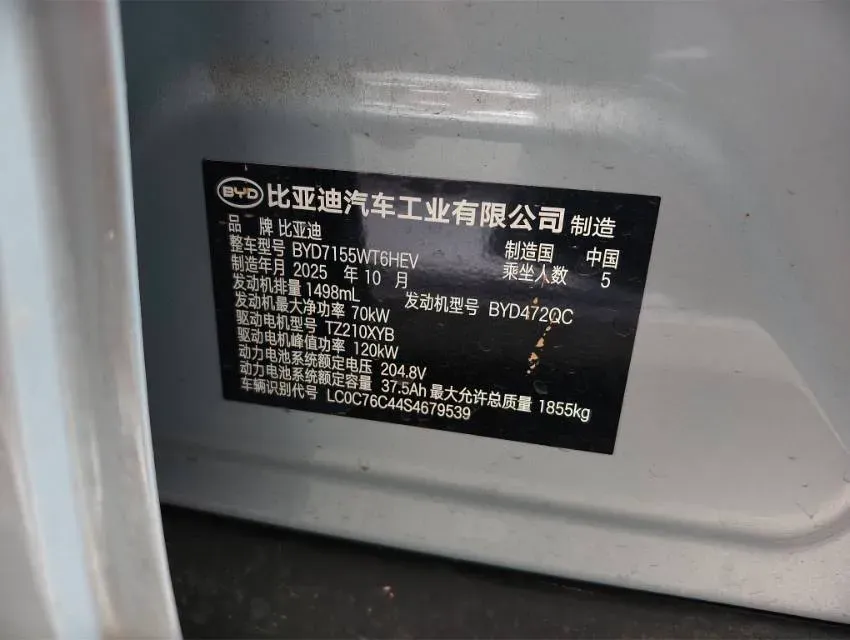 BYD 比亚迪汽车工业有限公司 制造
品 牌 比亚迪 制造国 中国
整车型号 BYD7155WT6HEV 乘坐人数 5
制造年月 2025 年 10 月
发动机排量 1498mL 发动机型号 BYD472QC
发动机最大净功率 70kW
驱动电机型号 TZ210XYB
驱动电机峰值功率 120kW
动力电池系统额定电压 204.8V
动力电池系统额定容量 37.5Ah 最大允许总质量 1855kg
车辆识别代号 LC0C76C44S4679539